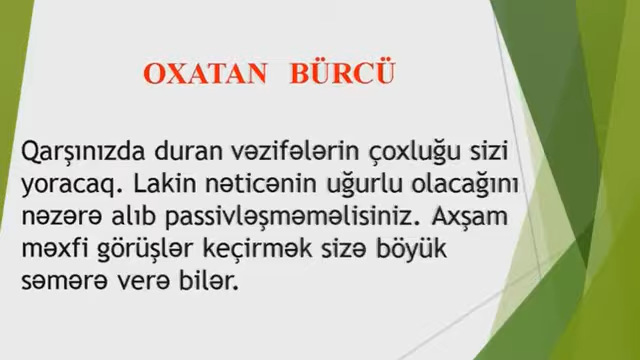 OXATAN BÜRCÜ
Qarşınızda duran vəzifələrin çoxluğu sizi
yoracaq. Lakin nəticənin uğurlu olacağını
nəzərə alıb passivləşməməlisiniz. Axşam
məxfi görüşlər keçirmək sizə böyük
səmərə verə bilər.